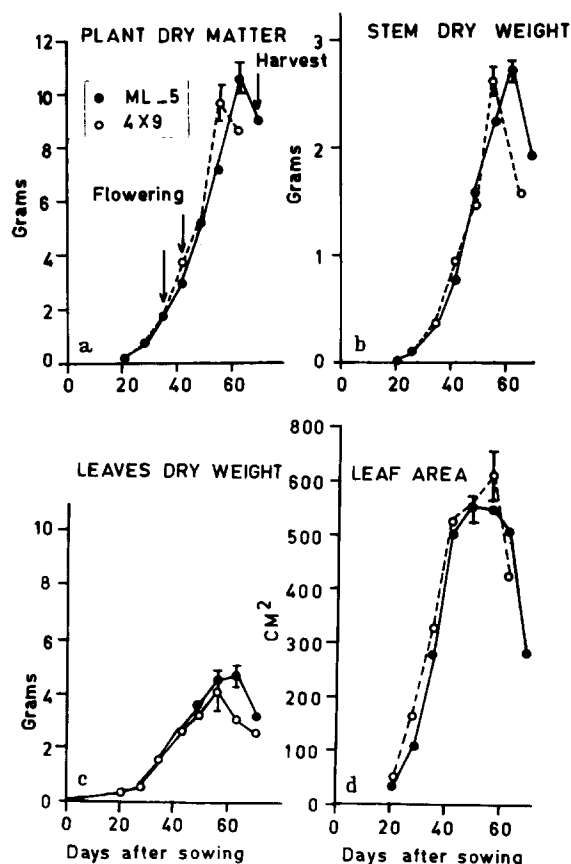 PLANT DRY MATTER
12
10
8
6
4
2
0
Grams
ML_5
4X9
Flowering
Harvest
a
0
20
40
60
STEM DRY WEIGHT
3
2
1
0
Grams
b
0
20
40
60
LEAVES DRY WEIGHT
10
8
6
4
2
0
Grams
c
0
20
40
60
Days after sowing
LEAF AREA
800
700
600
500
400
300
200
100
0
CM²
d
0
20
40
60
Days after sowing